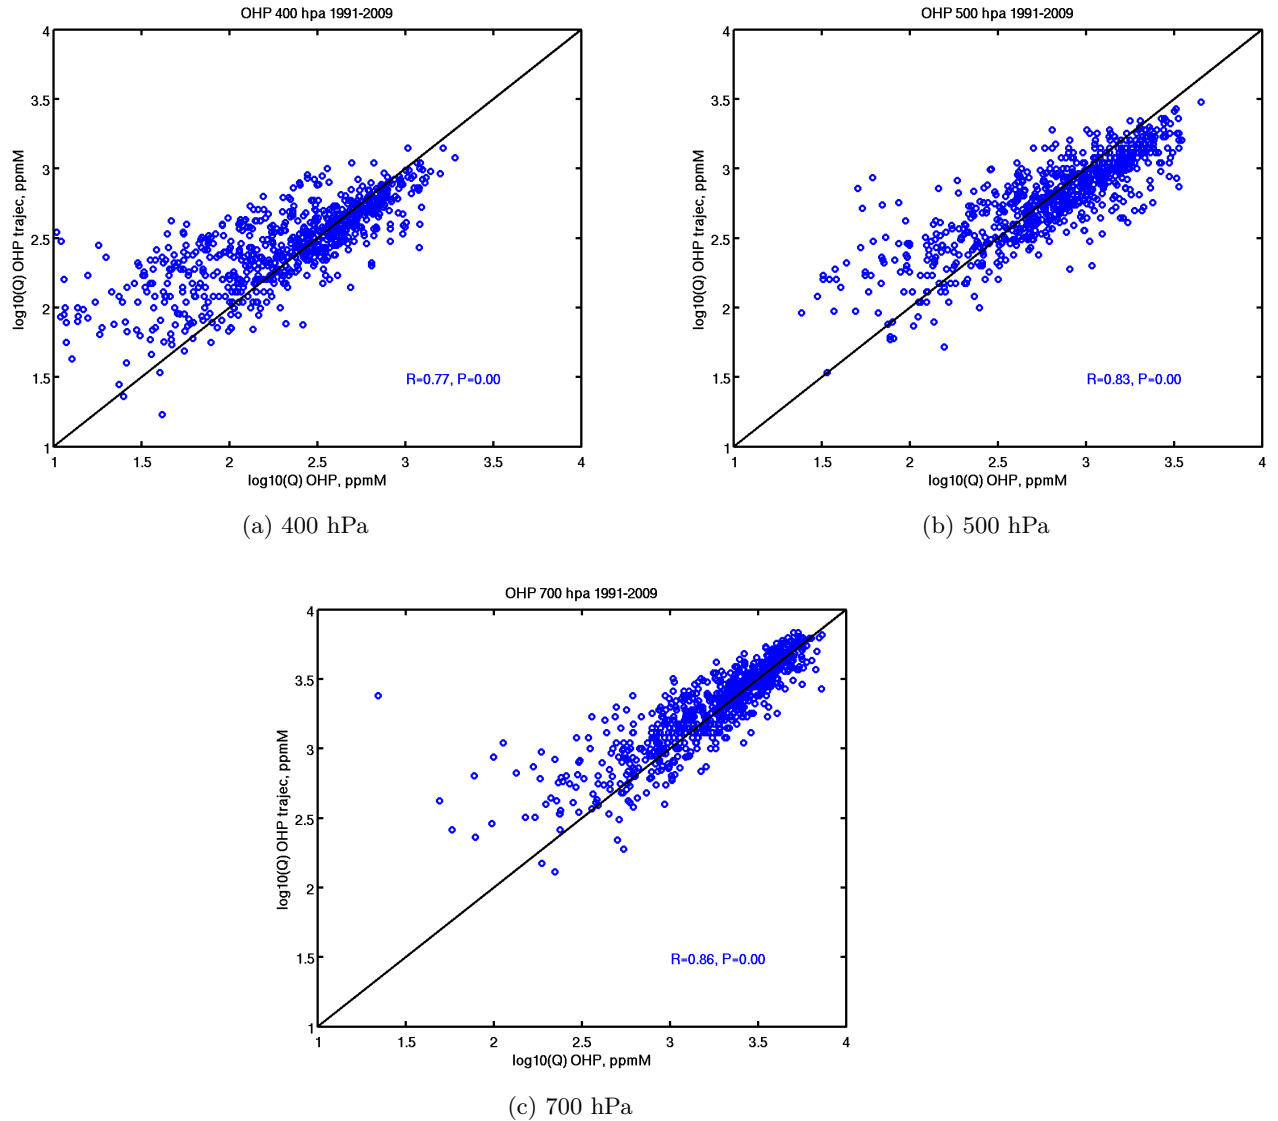 OHP 400 hpa 1991-2009
4
3.5
3
2.5
2
1.5
1
log10(Q) OHP trajec, ppmM
R=0.77, P=0.00
1 1.5 2 2.5 3 3.5 4
log10(Q) OHP, ppmM
(a) 400 hPa
OHP 500 hpa 1991-2009
4
3.5
3
2.5
2
1.5
1
log10(Q) OHP trajec, ppmM
R=0.83, P=0.00
1 1.5 2 2.5 3 3.5 4
log10(Q) OHP, ppmM
(b) 500 hPa
OHP 700 hpa 1991-2009
4
3.5
3
2.5
2
1.5
1
log10(Q) OHP trajec, ppmM
R=0.86, P=0.00
1 1.5 2 2.5 3 3.5 4
log10(Q) OHP, ppmM
(c) 700 hPa